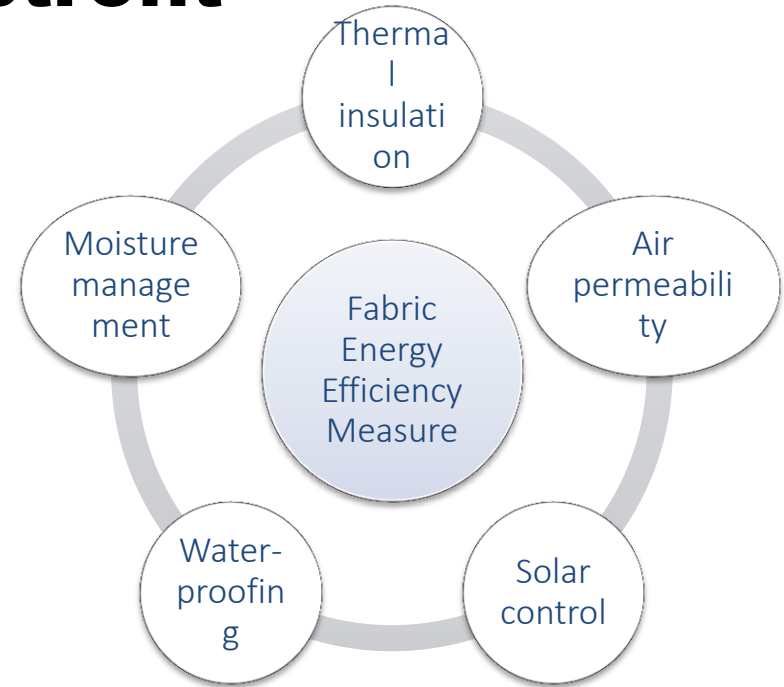 Therma
l
insulati
on
Moisture
manage
ment
Air
permeabili
ty
Fabric
Energy
Efficiency
Measure
Water-
proofin
g
Solar
control